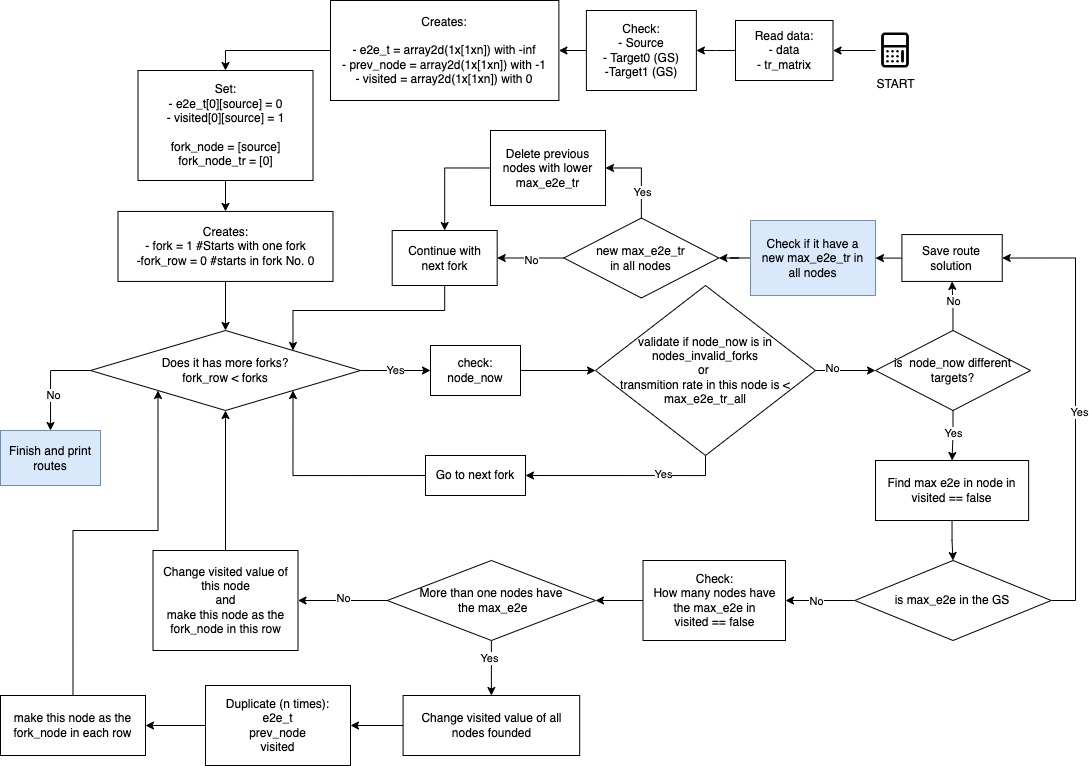 START
Read data:
- data
- tr_matrix
Check:
- Source
- Target0 (GS)
-Target1 (GS)
Creates:
- e2e_t = array2d(1x[1xn]) with -inf
- prev_node = array2d(1x[1xn]) with -1
- visited = array2d(1x[1xn]) with 0
Set:
- e2e_t[0][source] = 0
- visited[0][source] = 1
fork_node = [source]
fork_node_tr = [0]
Creates:
- fork = 1 #Starts with one fork
-fork_row = 0 #starts in fork No. 0
Does it has more forks?
fork_row < forks
No
Finish and print
routes
Yes
check:
node_now
validate if node_now is in
nodes_invalid_forks
or
transmition rate in this node is <
max_e2e_tr_all
Yes
Go to next fork
No
is  node_now different
targets?
No
Save route
solution
Check if it have a
new max_e2e_tr in
all nodes
new max_e2e_tr
in all nodes
Yes
Delete previous
nodes with lower
max_e2e_tr
No
Continue with
next fork
Yes
Find max e2e in node in
visited == false
is max_e2e in the GS
Yes
No
Check:
How many nodes have
the max_e2e in
visited == false
More than one nodes have
the max_e2e
No
Change visited value of
this node
and
make this node as the
fork_node in this row
Yes
Change visited value of all
nodes founded
Duplicate (n times):
e2e_t
prev_node
visited
make this node as the
fork_node in each row